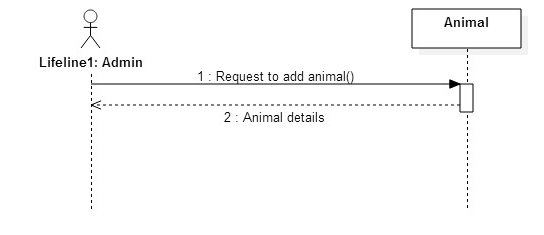 Animal
Lifeline1: Admin
1 : Request to add animal()
2 : Animal details